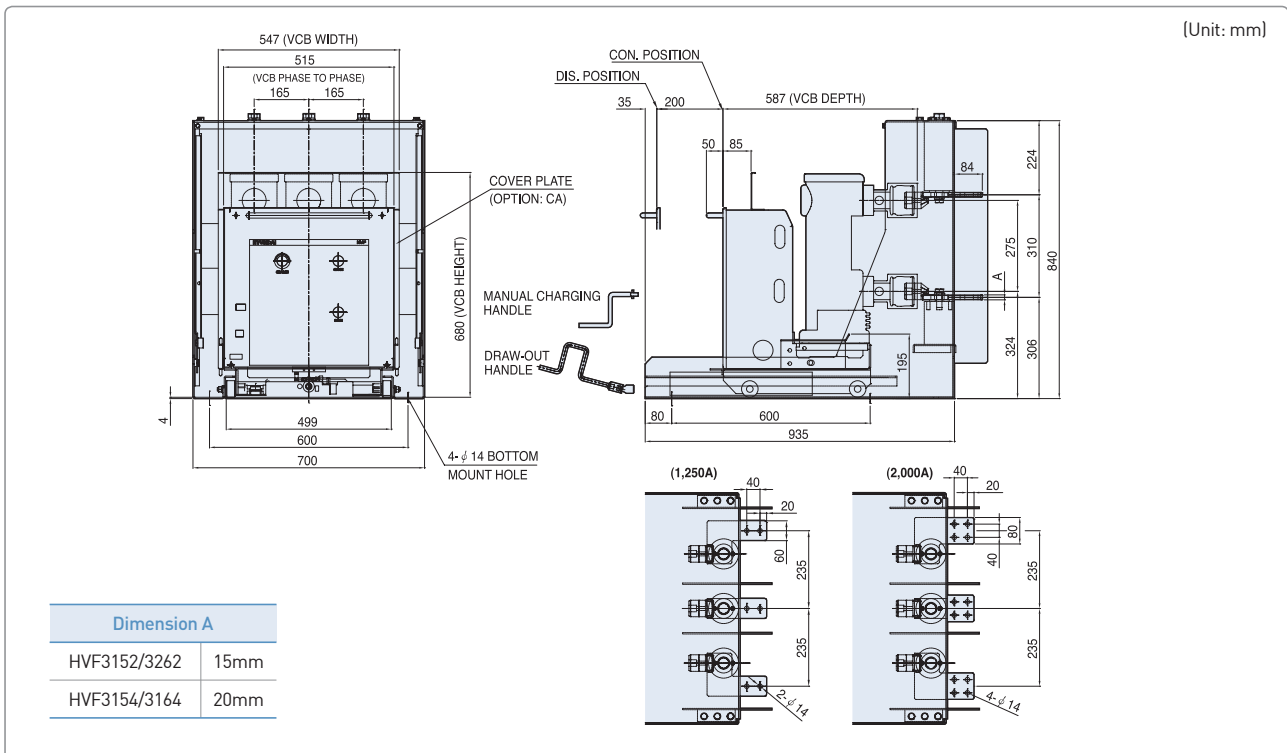 (Unit: mm)
547 (VCB WIDTH)
515
(VCB PHASE TO PHASE)
165
165
COVER PLATE
(OPTION: CA)
680 (VCB HEIGHT)
HYUNDAI
4
499
600
700
4-ϕ 14 BOTTOM
MOUNT HOLE
CON. POSITION
DIS. POSITION
35
200
587 (VCB DEPTH)
50
85
84
224
275
310
840
A
MANUAL CHARGING
HANDLE
DRAW-OUT
HANDLE
195
324
306
80
600
935
(1,250A)
40
20
60
235
235
2-ϕ14
(2,000A)
40
20
80
40
235
235
4-ϕ14
Dimension A
HVF3152/3262 15mm
HVF3154/3164 20mm